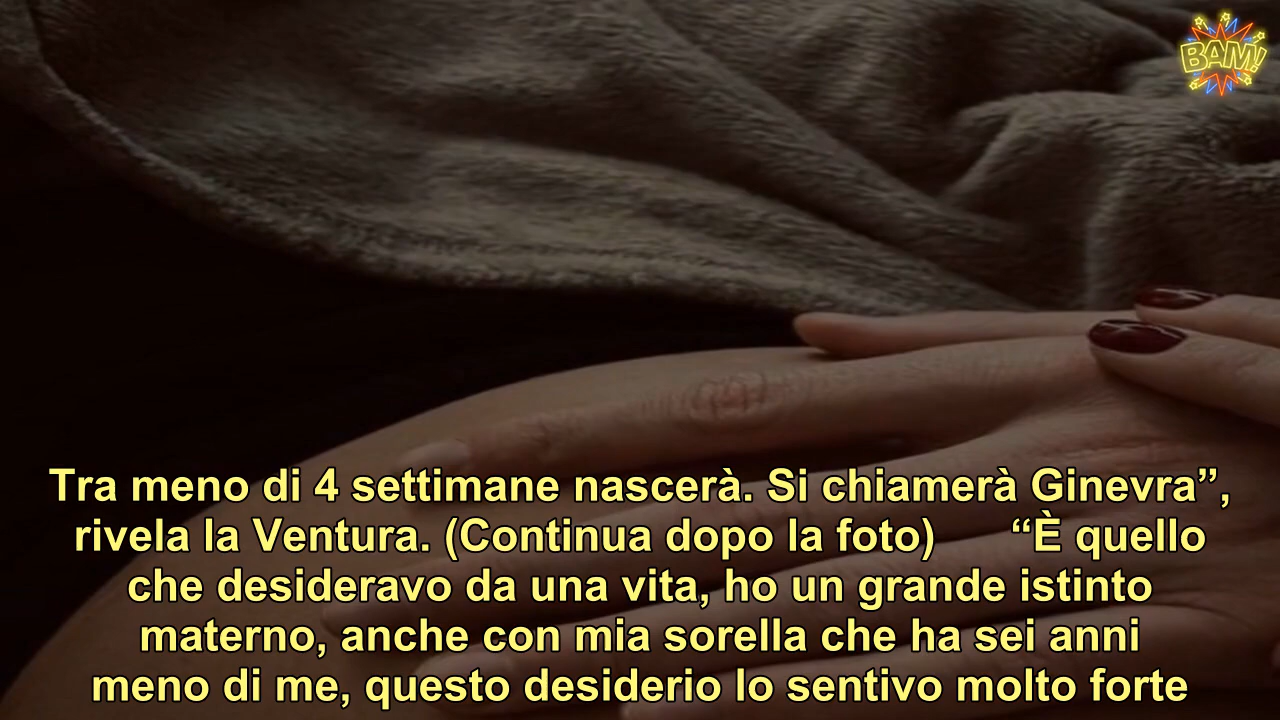 BAM!
Tra meno di 4 settimane nascerà. Si chiamerà Ginevra”,
rivela la Ventura. (Continua dopo la foto) “È quello
che desideravo da una vita, ho un grande istinto
materno, anche con mia sorella che ha sei anni
meno di me, questo desiderio lo sentivo molto forte